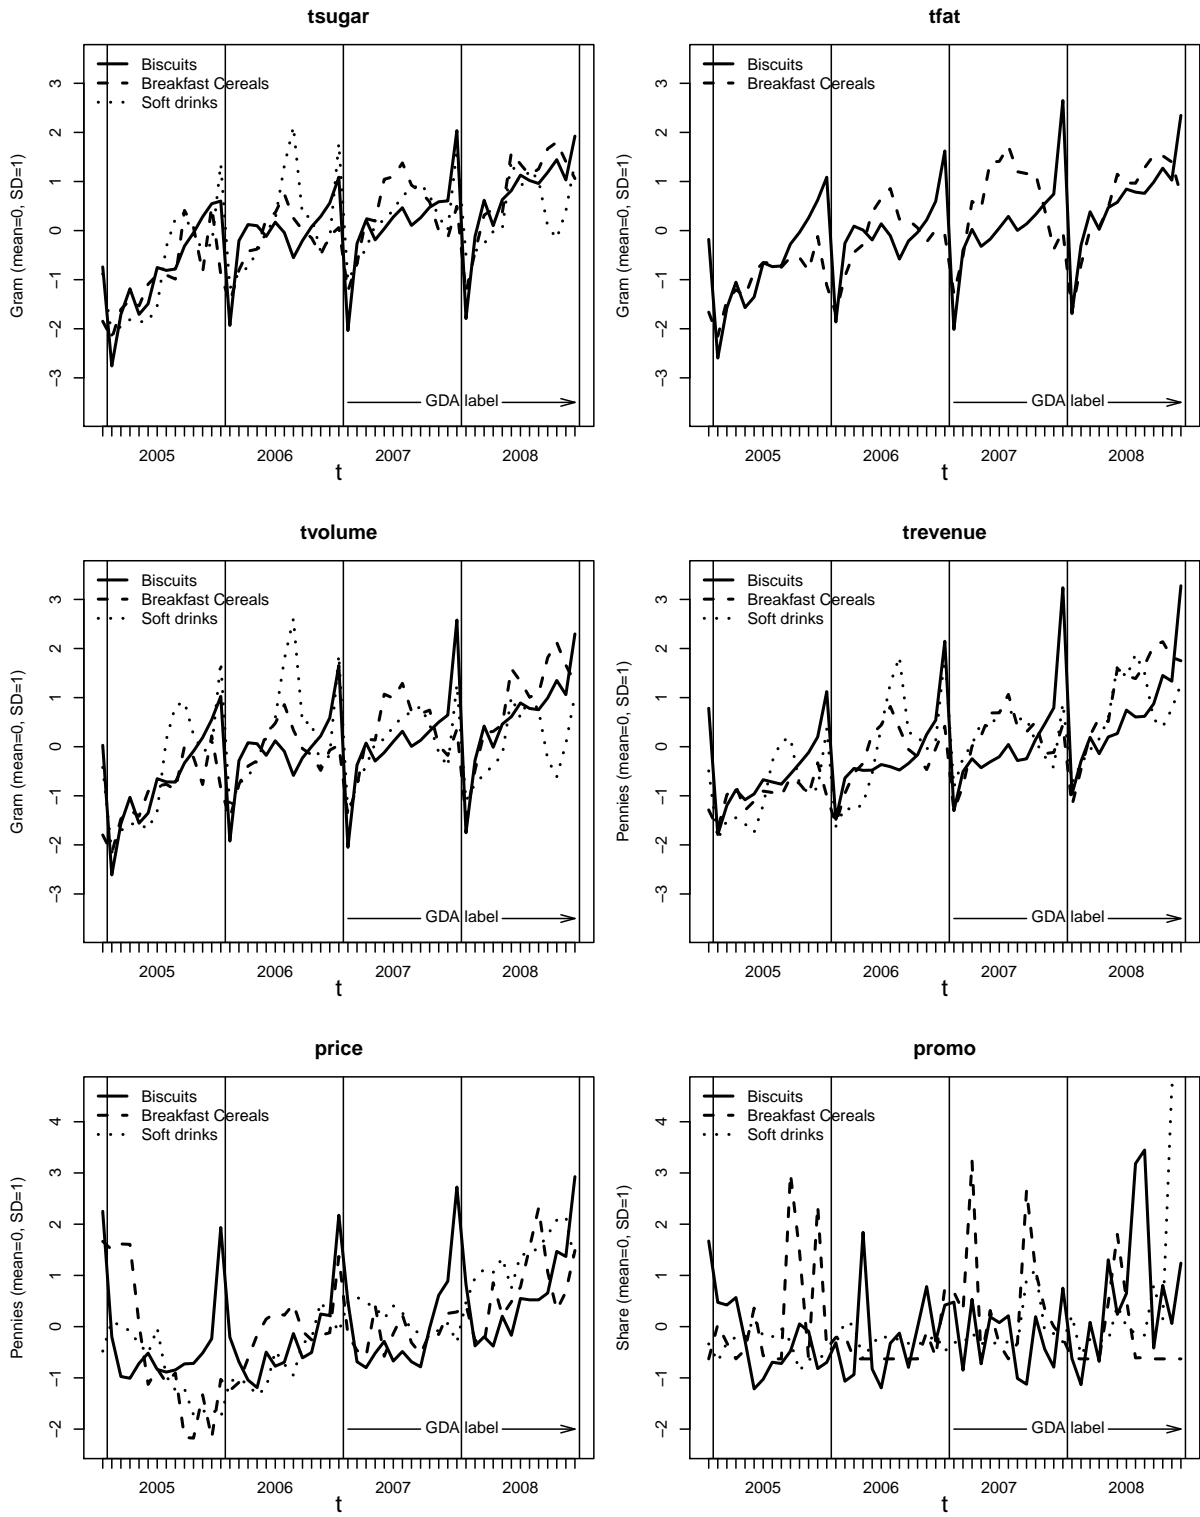 tsugar
Biscuits
Breakfast Cereals
Soft drinks
Gram (mean=0, SD=1)
3
2
1
0
−1
−2
−3
GDA label
2005 2006 2007 2008
t
tfat
Biscuits
Breakfast Cereals
Gram (mean=0, SD=1)
3
2
1
0
−1
−2
−3
GDA label
2005 2006 2007 2008
t
tvolume
Biscuits
Breakfast Cereals
Soft drinks
Gram (mean=0, SD=1)
3
2
1
0
−1
−2
−3
GDA label
2005 2006 2007 2008
t
trevenue
Biscuits
Breakfast Cereals
Soft drinks
Pennies (mean=0, SD=1)
3
2
1
0
−1
−2
−3
GDA label
2005 2006 2007 2008
t
price
Biscuits
Breakfast Cereals
Soft drinks
Pennies (mean=0, SD=1)
4
3
2
1
0
−1
−2
GDA label
2005 2006 2007 2008
t
promo
Biscuits
Breakfast Cereals
Soft drinks
Share (mean=0, SD=1)
4
3
2
1
0
−1
−2
GDA label
2005 2006 2007 2008
t